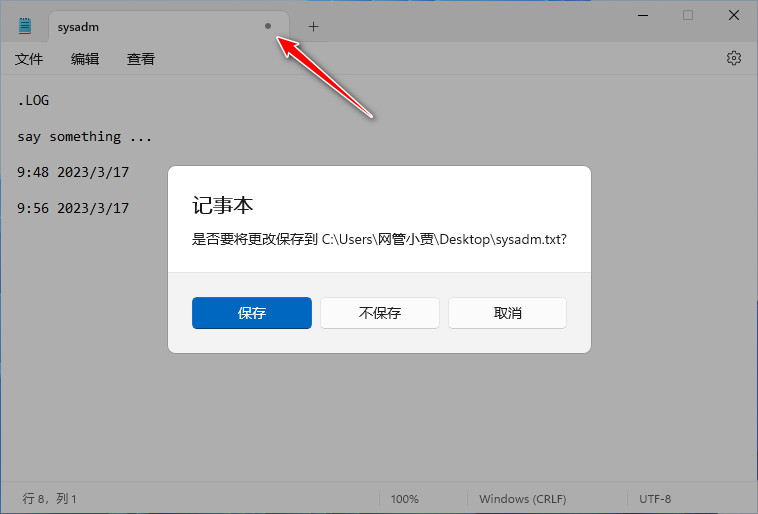 sysadm
文件 编辑 查看
.LOG
say something ...
9:48 2023/3/17
9:56 2023/3/17
记事本
是否要将更改保存到 C:\Users\网管小贾\Desktop\sysadm.txt?
保存 不保存 取消
行 8，列 1 100% Windows (CRLF) UTF-8